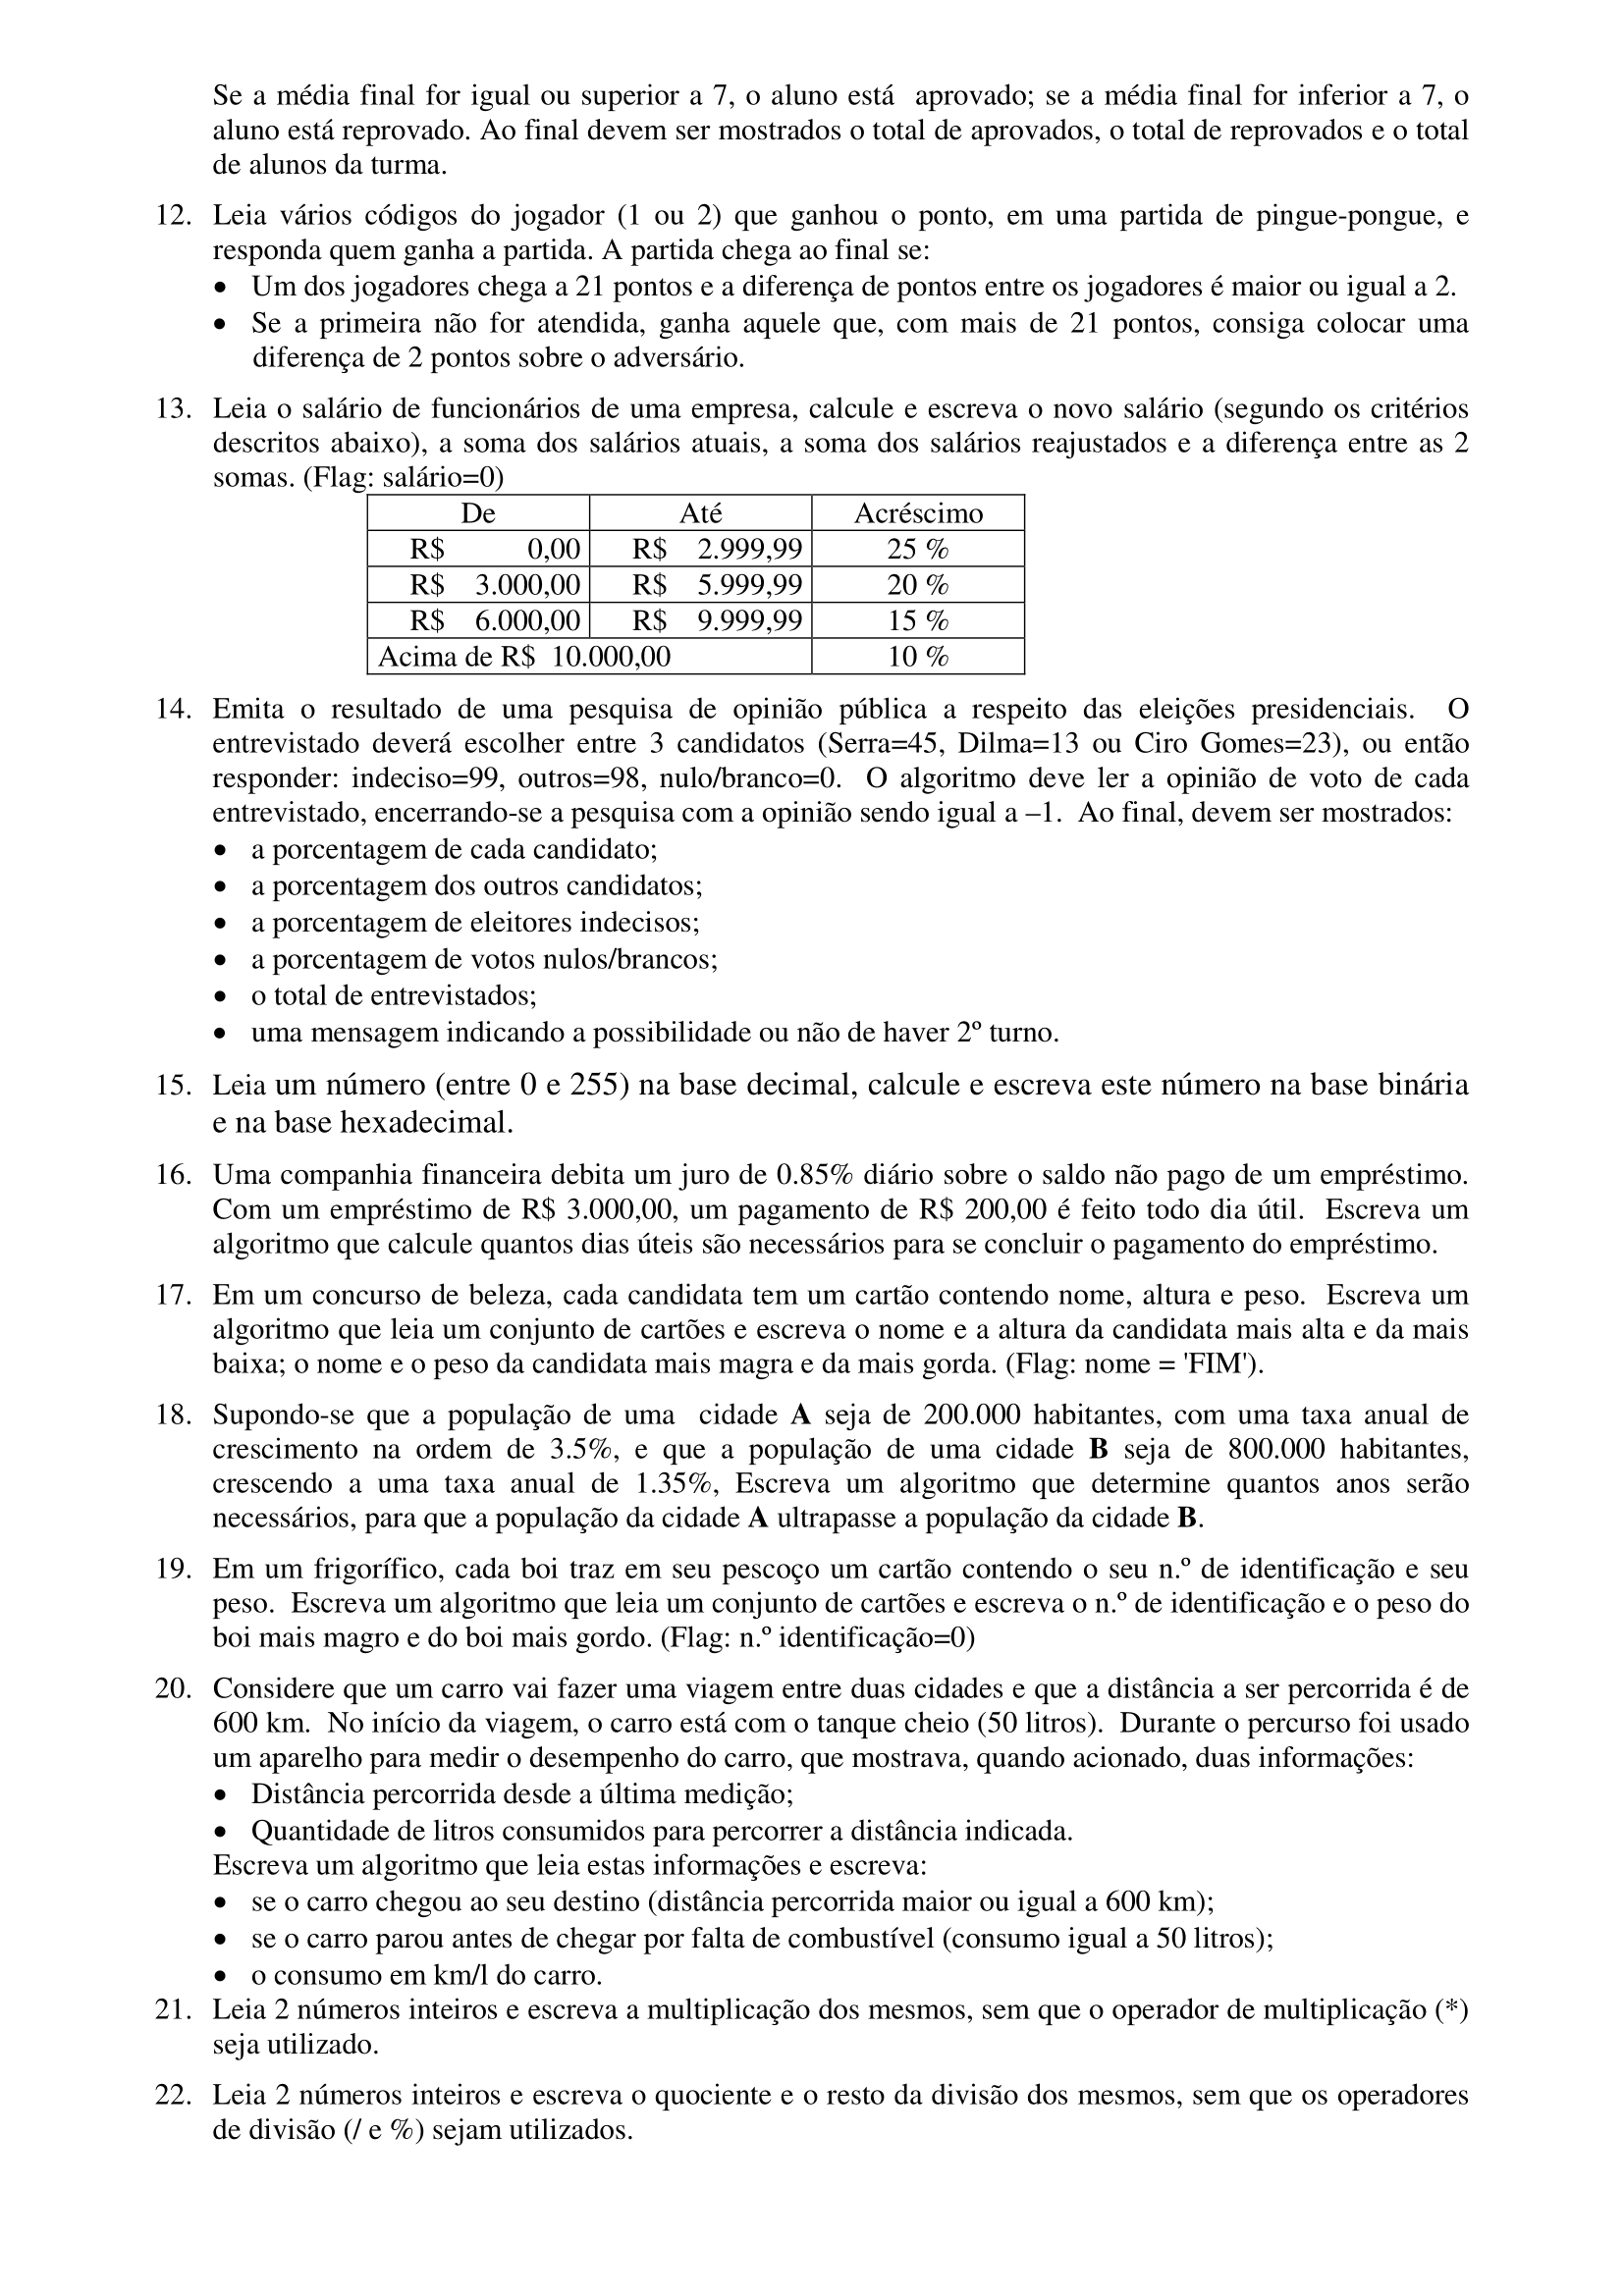 Se a média final for igual ou superior a 7, o aluno está aprovado; se a média final for inferior a 7, o
aluno está reprovado. Ao final devem ser mostrados o total de aprovados, o total de reprovados e o total
de alunos da turma.
12. Leia vários códigos do jogador (1 ou 2) que ganhou o ponto, em uma partida de pingue-pongue, e
responda quem ganha a partida. A partida chega ao final se:
• Um dos jogadores chega a 21 pontos e a diferença de pontos entre os jogadores é maior ou igual a 2.
• Se a primeira não for atendida, ganha aquele que, com mais de 21 pontos, consiga colocar uma
diferença de 2 pontos sobre o adversário.
13. Leia o salário de funcionários de uma empresa, calcule e escreva o novo salário (segundo os critérios
descritos abaixo), a soma dos salários atuais, a soma dos salários reajustados e a diferença entre as 2
somas. (Flag: salário=0)
De Até Acréscimo
R$ 0,00 R$ 2.999,99 25 %
R$ 3.000,00 R$ 5.999,99 20 %
R$ 6.000,00 R$ 9.999,99 15 %
Acima de R$ 10.000,00 10 %
14. Emita o resultado de uma pesquisa de opinião pública a respeito das eleições presidenciais. O
entrevistado deverá escolher entre 3 candidatos (Serra=45, Dilma=13 ou Ciro Gomes=23), ou então
responder: indeciso=99, outros=98, nulo/branco=0. O algoritmo deve ler a opinião de voto de cada
entrevistado, encerrando-se a pesquisa com a opinião sendo igual a –1. Ao final, devem ser mostrados:
• a porcentagem de cada candidato;
• a porcentagem dos outros candidatos;
• a porcentagem de eleitores indecisos;
• a porcentagem de votos nulos/brancos;
• o total de entrevistados;
• uma mensagem indicando a possibilidade ou não de haver 2º turno.
15. Leia um número (entre 0 e 255) na base decimal, calcule e escreva este número na base binária
e na base hexadecimal.
16. Uma companhia financeira debita um juro de 0.85% diário sobre o saldo não pago de um empréstimo.
Com um empréstimo de R$ 3.000,00, um pagamento de R$ 200,00 é feito todo dia útil. Escreva um
algoritmo que calcule quantos dias úteis são necessários para se concluir o pagamento do empréstimo.
17. Em um concurso de beleza, cada candidata tem um cartão contendo nome, altura e peso. Escreva um
algoritmo que leia um conjunto de cartões e escreva o nome e a altura da candidata mais alta e da mais
baixa; o nome e o peso da candidata mais magra e da mais gorda. (Flag: nome = 'FIM').
18. Supondo-se que a população de uma cidade A seja de 200.000 habitantes, com uma taxa anual de
crescimento na ordem de 3.5%, e que a população de uma cidade B seja de 800.000 habitantes,
crescendo a uma taxa anual de 1.35%, Escreva um algoritmo que determine quantos anos serão
necessários, para que a população da cidade A ultrapasse a população da cidade B.
19. Em um frigorífico, cada boi traz em seu pescoço um cartão contendo o seu n.º de identificação e seu
peso. Escreva um algoritmo que leia um conjunto de cartões e escreva o n.º de identificação e o peso do
boi mais magro e do boi mais gordo. (Flag: n.º identificação=0)
20. Considere que um carro vai fazer uma viagem entre duas cidades e que a distância a ser percorrida é de
600 km. No início da viagem, o carro está com o tanque cheio (50 litros). Durante o percurso foi usado
um aparelho para medir o desempenho do carro, que mostrava, quando acionado, duas informações:
• Distância percorrida desde a última medição;
• Quantidade de litros consumidos para percorrer a distância indicada.
Escreva um algoritmo que leia estas informações e escreva:
• se o carro chegou ao seu destino (distância percorrida maior ou igual a 600 km);
• se o carro parou antes de chegar por falta de combustível (consumo igual a 50 litros);
• o consumo em km/l do carro.
21. Leia 2 números inteiros e escreva a multiplicação dos mesmos, sem que o operador de multiplicação (*)
seja utilizado.
22. Leia 2 números inteiros e escreva o quociente e o resto da divisão dos mesmos, sem que os operadores
de divisão (/ e %) sejam utilizados.